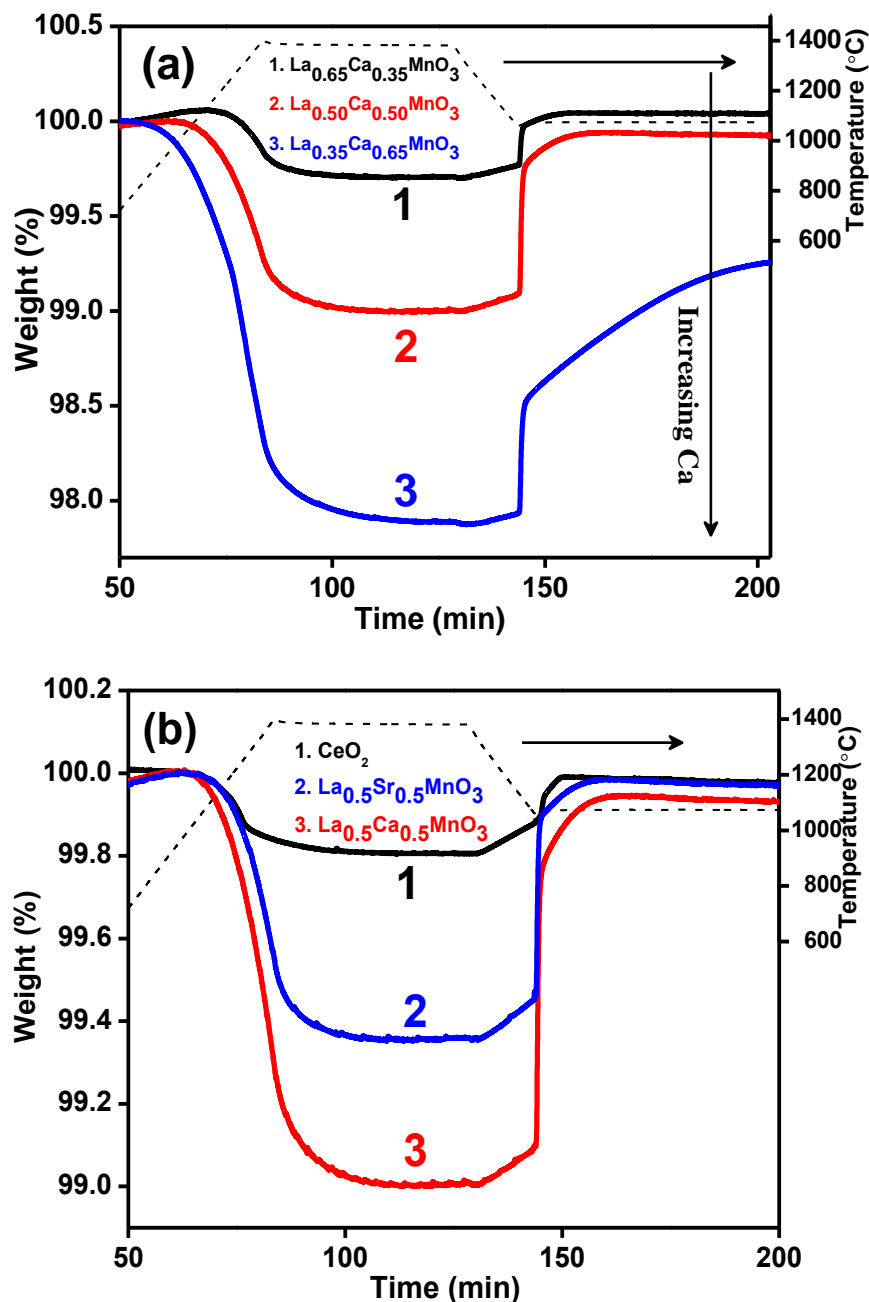 (a)
1. La0.65Ca0.35MnO3
2. La0.50Ca0.50MnO3
3. La0.35Ca0.65MnO3
1
2
3
Increasing Ca
100.5
100.0
99.5
99.0
98.5
98.0
Weight (%)
1400
1200
1000
800
600
Temperature (°C)
50
100
150
200
Time (min)
(b)
1. CeO2
2. La0.5Sr0.5MnO3
3. La0.5Ca0.5MnO3
1
2
3
100.2
100.0
99.8
99.6
99.4
99.2
99.0
Weight (%)
1400
1200
1000
800
600
Temperature (°C)
50
100
150
200
Time (min)